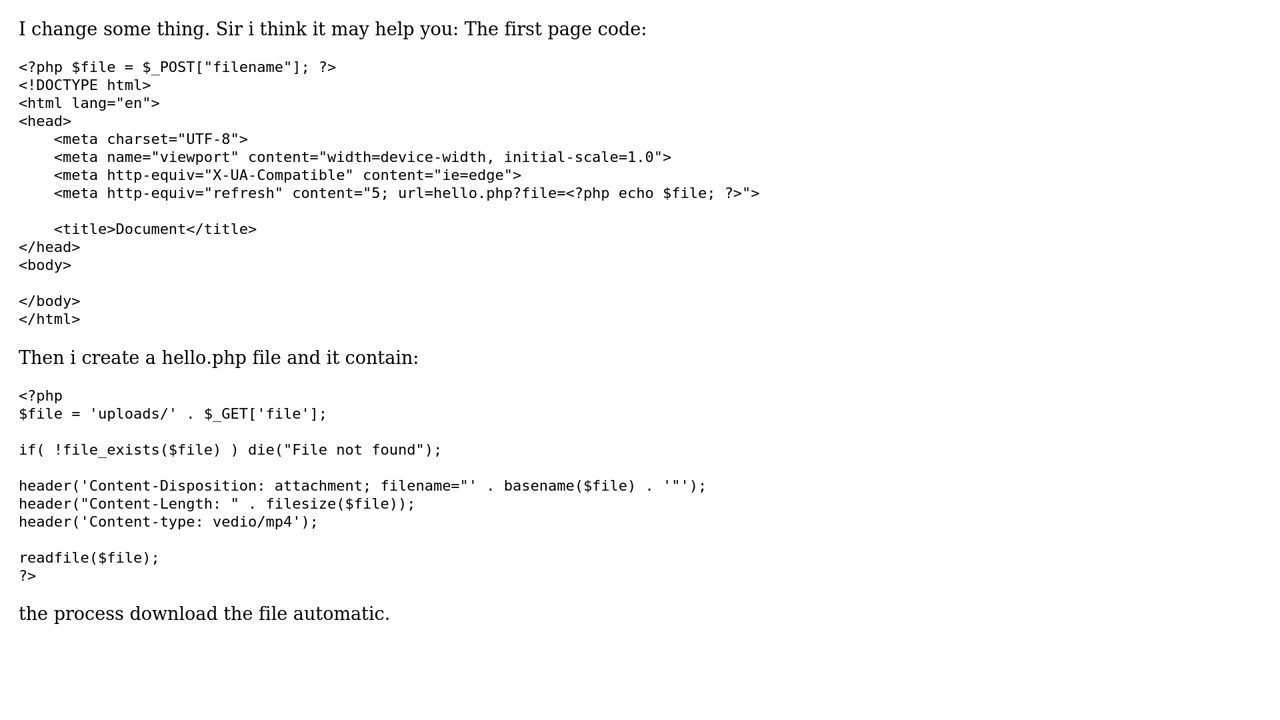 I change some thing. Sir i think it may help you: The first page code:
<?php $file = $_POST["filename"]; ?>
<!DOCTYPE html>
<html lang="en">
<head>
    <meta charset="UTF-8">
    <meta name="viewport" content="width=device-width, initial-scale=1.0">
    <meta http-equiv="X-UA-Compatible" content="ie=edge">
    <meta http-equiv="refresh" content="5; url=hello.php?file=<?php echo $file; ?>">
    <title>Document</title>
</head>
<body>
</body>
</html>
Then i create a hello.php file and it contain:
<?php
$file = 'uploads/' . $_GET['file'];
if( !file_exists($file) ) die("File not found");
header('Content-Disposition: attachment; filename="' . basename($file) . '"');
header("Content-Length: " . filesize($file));
header('Content-type: vedio/mp4');
readfile($file);
?>
the process download the file automatic.